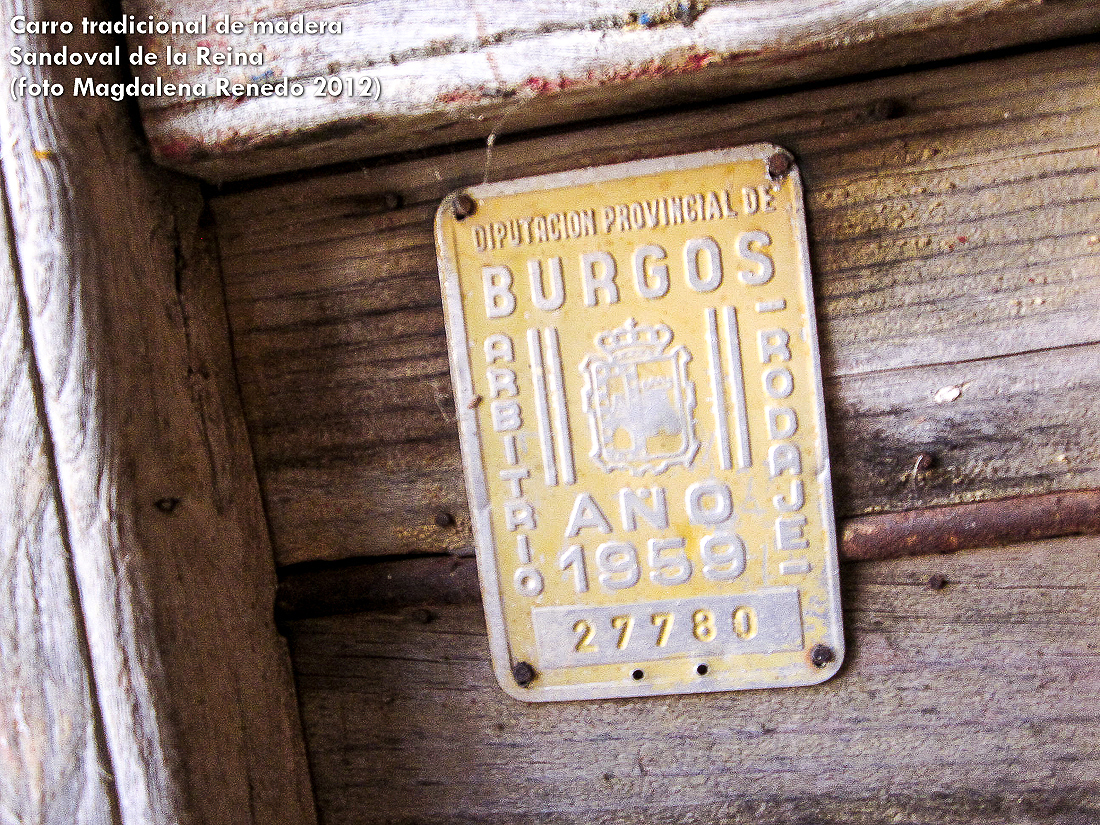 Carro tradicional de madera
Sandoval de la Reina
(foto Magdalena Renedo 2012)
DIPUTACION PROVINCIAL DE
BURGOS
ARBITRIO
- RODAJE -
AÑO
1959
27780